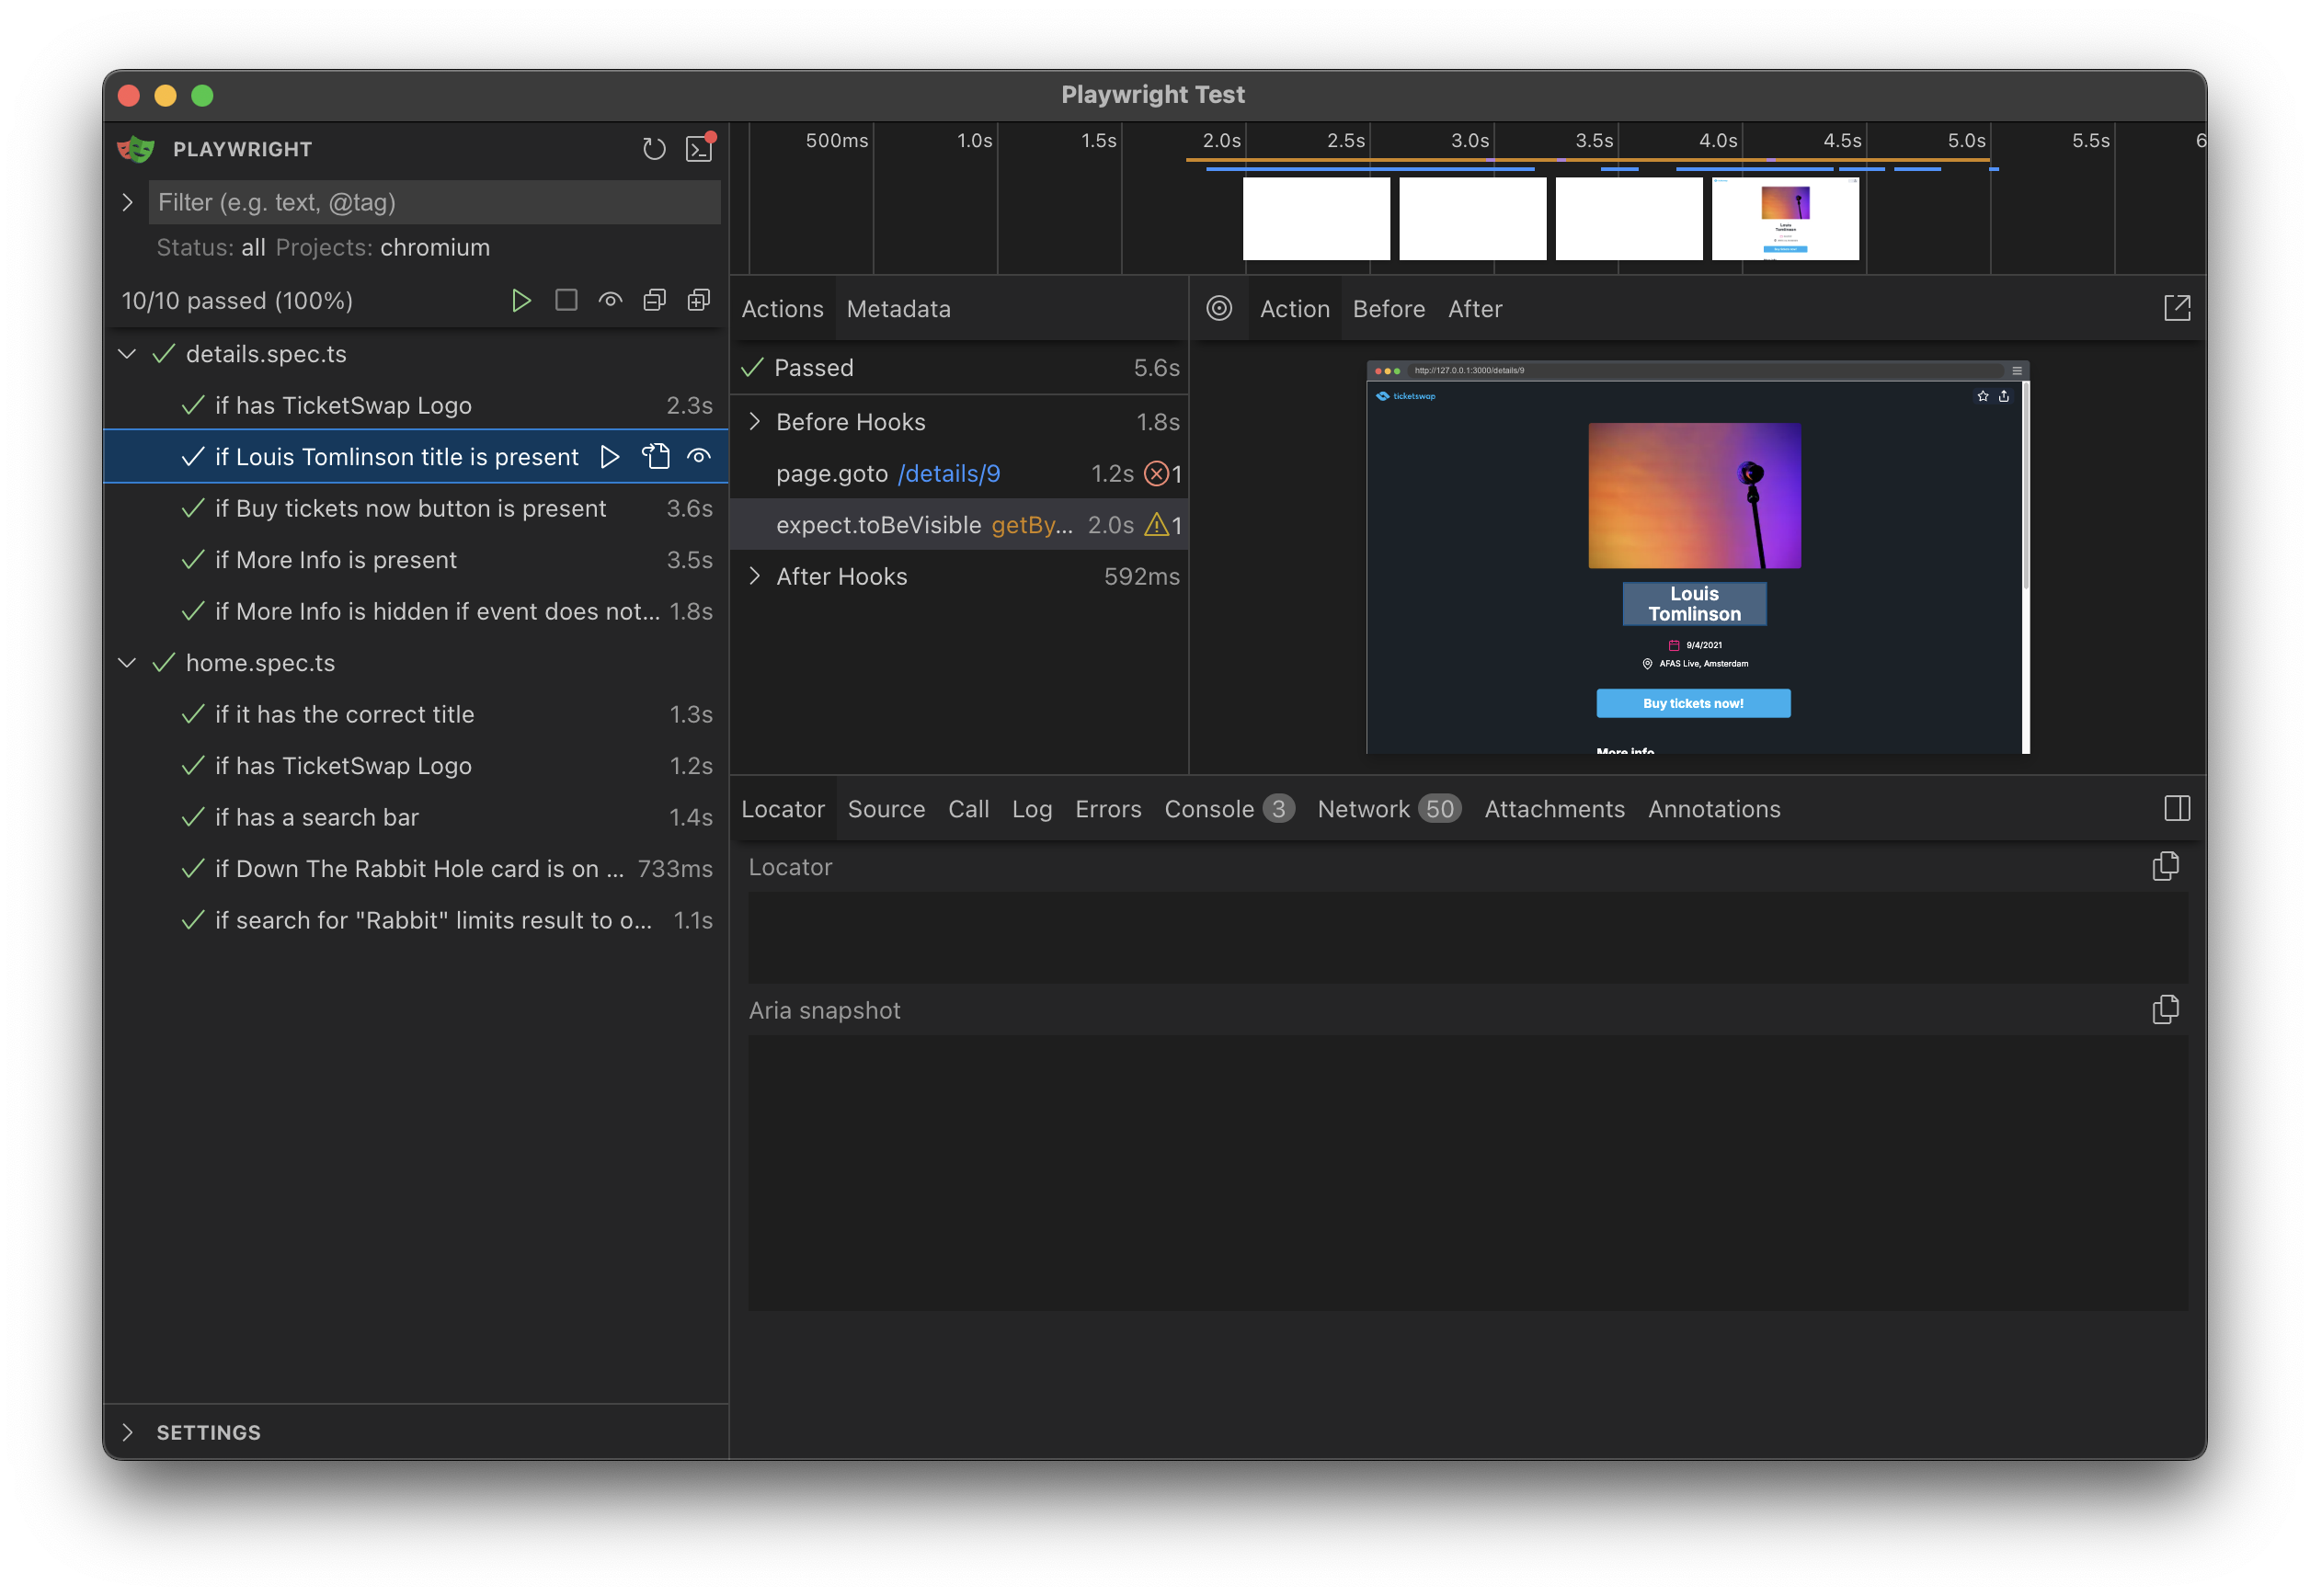 Playwright Test
PLAYWRIGHT
Filter (e.g. text, @tag)
Status: all Projects: chromium
10/10 passed (100%)
details.spec.ts
if has TicketSwap Logo 2.3s
if Louis Tomlinson title is present
if Buy tickets now button is present 3.6s
if More Info is present 3.5s
if More Info is hidden if event does not... 1.8s
home.spec.ts
if it has the correct title 1.3s
if has TicketSwap Logo 1.2s
if has a search bar 1.4s
if Down The Rabbit Hole card is on ... 733ms
if search for "Rabbit" limits result to o... 1.1s
SETTINGS
500ms 1.0s 1.5s 2.0s 2.5s 3.0s 3.5s 4.0s 4.5s 5.0s 5.5s 6
Louis
Tomlinson
Actions Metadata
Passed 5.6s
Before Hooks 1.8s
page.goto /details/9 1.2s 1
expect.toBeVisible getBy... 2.0s 1
After Hooks 592ms
Action Before After
http://127.0.0.1:3000/details/9
ticketswap
Louis
Tomlinson
9/4/2021
AFAS Live, Amsterdam
Buy tickets now!
More info
Locator Source Call Log Errors Console 3 Network 50 Attachments Annotations
Locator
Aria snapshot